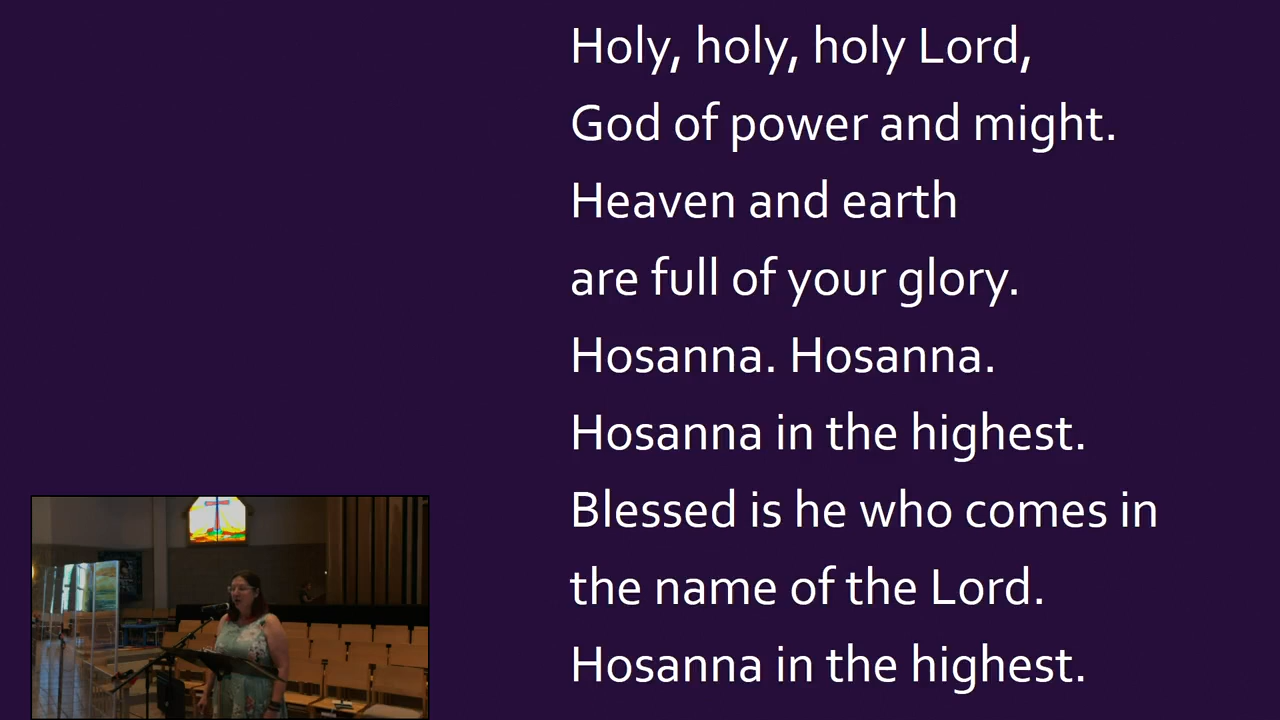 Holy, holy, holy Lord,
God of power and might.
Heaven and earth
are full of your glory.
Hosanna. Hosanna.
Hosanna in the highest.
Blessed is he who comes in
the name of the Lord.
Hosanna in the highest.